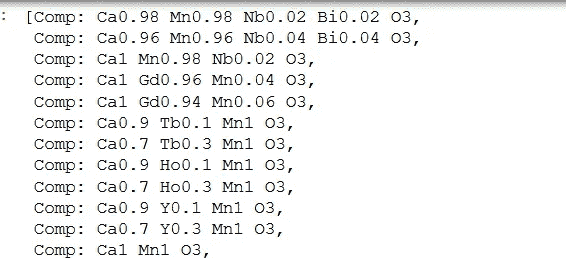 : [Comp: Ca0.98 Mn0.98 Nb0.02 Bi0.02 O3,
Comp: Ca0.96 Mn0.96 Nb0.04 Bi0.04 O3,
Comp: Ca1 Mn0.98 Nb0.02 O3,
Comp: Ca1 Gd0.96 Mn0.04 O3,
Comp: Ca1 Gd0.94 Mn0.06 O3,
Comp: Ca0.9 Tb0.1 Mn1 O3,
Comp: Ca0.7 Tb0.3 Mn1 O3,
Comp: Ca0.9 Ho0.1 Mn1 O3,
Comp: Ca0.7 Ho0.3 Mn1 O3,
Comp: Ca0.9 Y0.1 Mn1 O3,
Comp: Ca0.7 Y0.3 Mn1 O3,
Comp: Ca1 Mn1 O3,